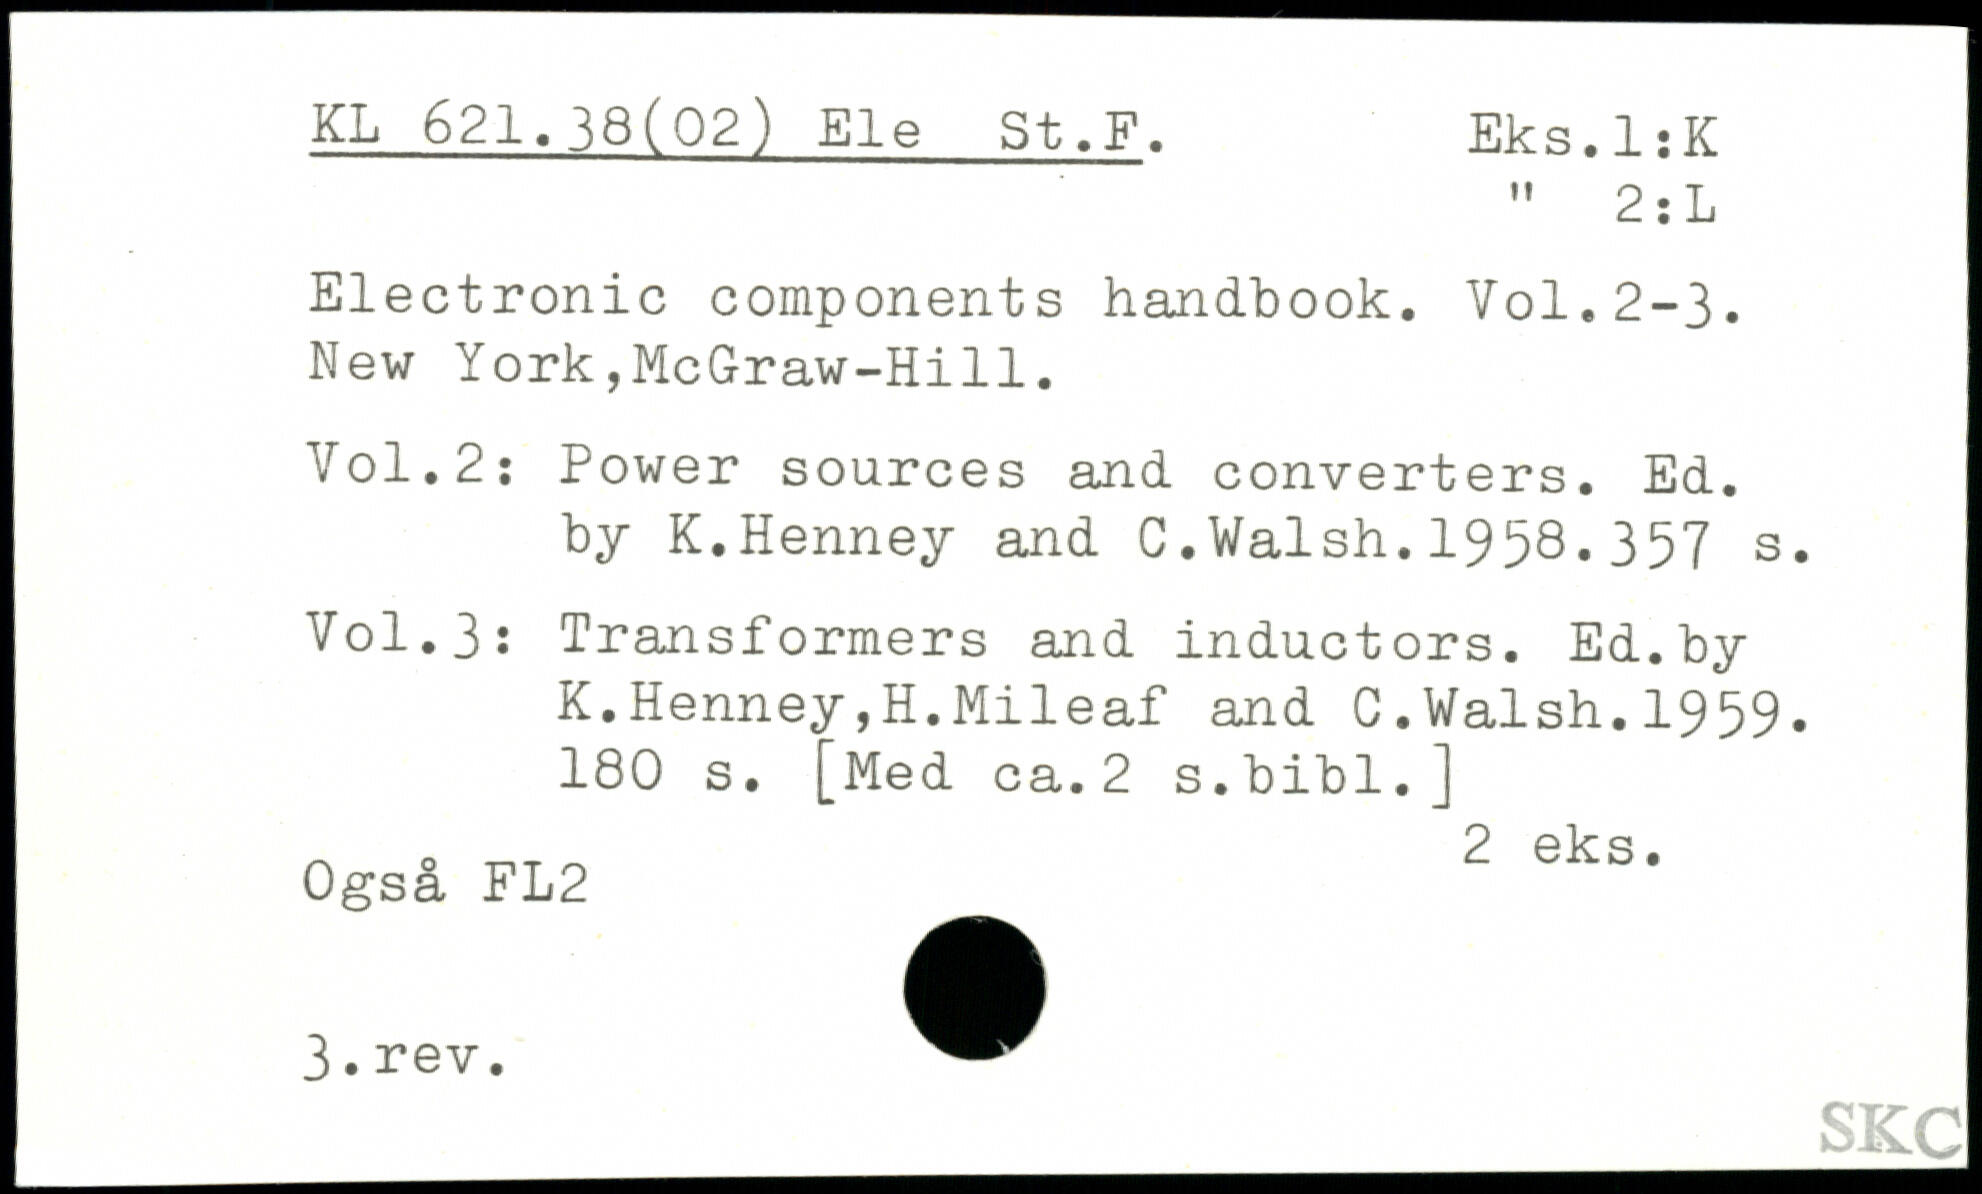 KL 621.38(02) Ele St.F. Eks.1:K
" 2:L
Electronic components handbook. Vol.2-3.
New York,McGraw-Hill.
Vol.2: Power sources and converters. Ed.
by K.Henney and C.Walsh.1958.357 s.
Vol.3: Transformers and inductors. Ed.by
K.Henney,H.Mileaf and C.Walsh.1959.
180 s. [Med ca.2 s.bibl.]
2 eks.
Også FL2
3.rev.
SKC